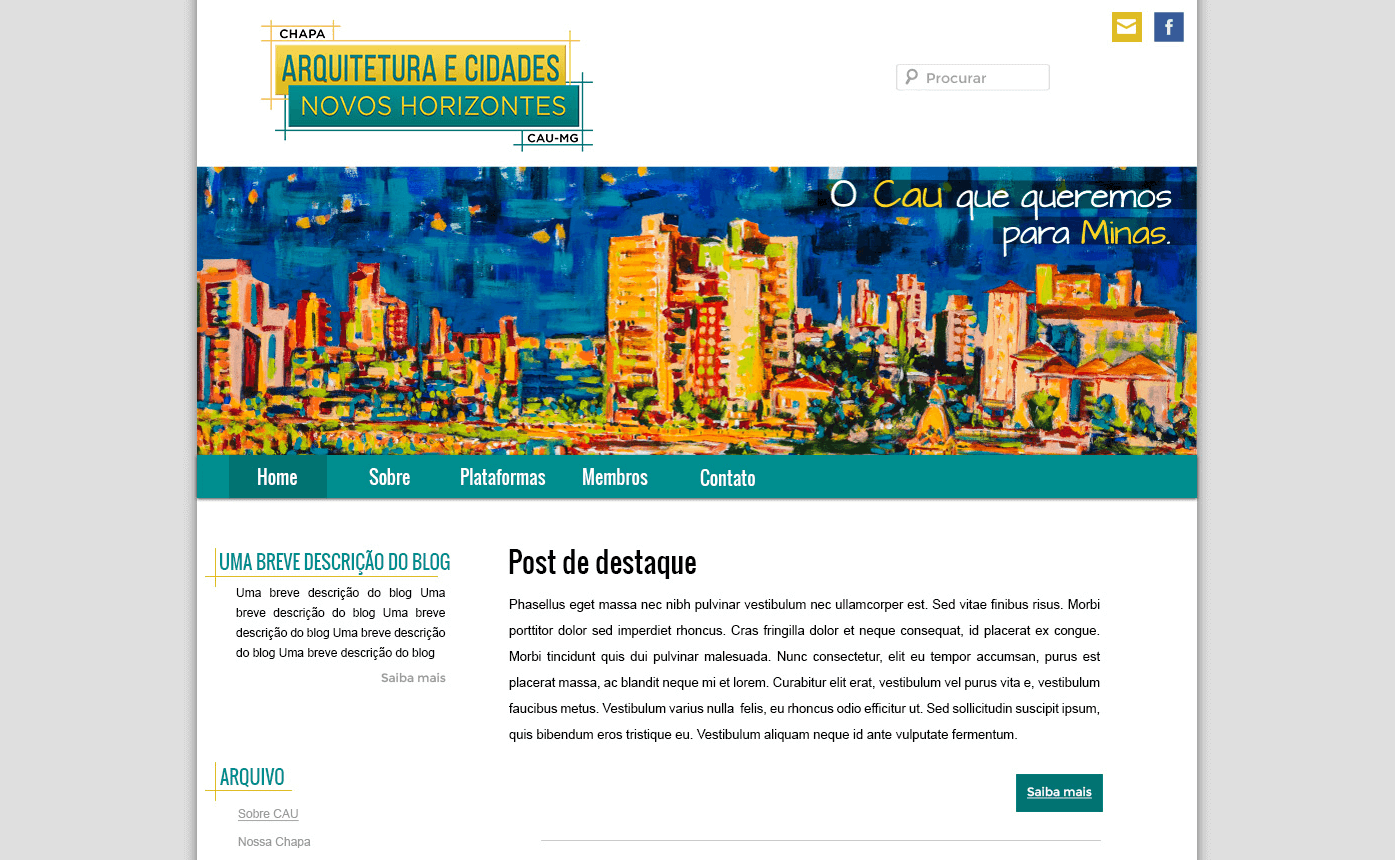 CHAPA
ARQUITETURA E CIDADES
NOVOS HORIZONTES
CAU-MG
f
Procurar
O Cau que queremos
para Minas.
Home Sobre Plataformas Membros Contato
UMA BREVE DESCRIÇÃO DO BLOG
Uma breve descrição do blog Uma
breve descrição do blog Uma breve
descrição do blog Uma breve descrição
do blog Uma breve descrição do blog
Saiba mais
ARQUIVO
Sobre CAU
Nossa Chapa
Post de destaque
Phasellus eget massa nec nibh pulvinar vestibulum nec ullamcorper est. Sed vitae finibus risus. Morbi
porttitor dolor sed imperdiet rhoncus. Cras fringilla dolor et neque consequat, id placerat ex congue.
Morbi tincidunt quis dui pulvinar malesuada. Nunc consectetur, elit eu tempor accumsan, purus est
placerat massa, ac blandit neque mi et lorem. Curabitur elit erat, vestibulum vel purus vita e, vestibulum
faucibus metus. Vestibulum varius nulla felis, eu rhoncus odio efficitur ut. Sed sollicitudin suscipit ipsum,
quis bibendum eros tristique eu. Vestibulum aliquam neque id ante vulputate fermentum.
Saiba mais